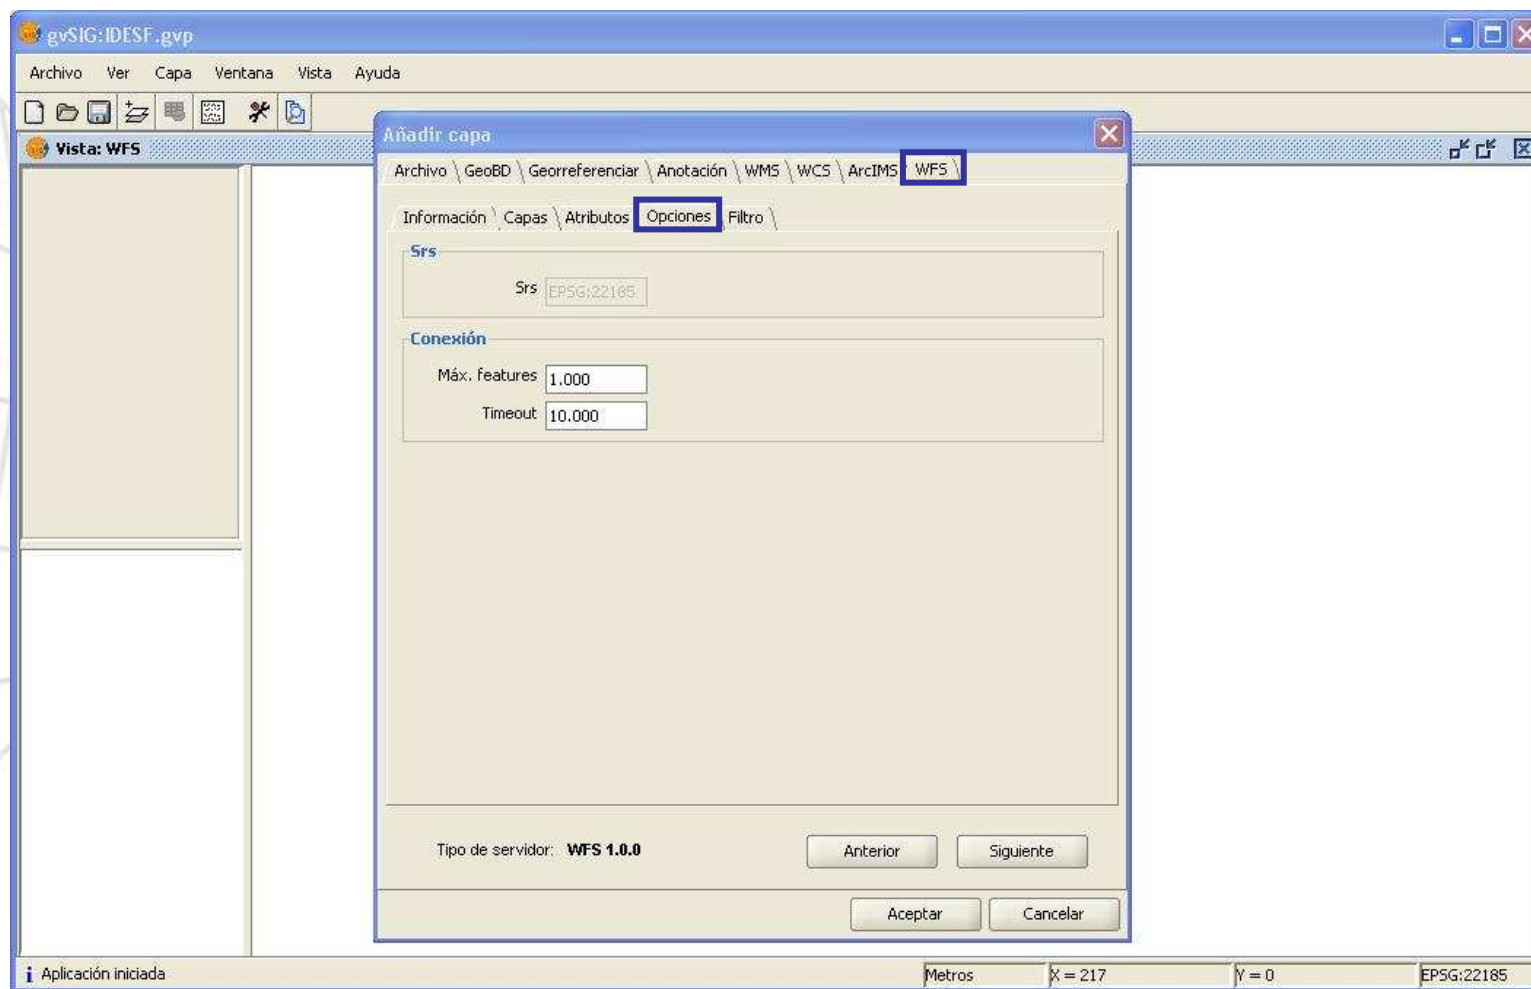 gvSIG:IDESF.gvp
Archivo Ver Capa Ventana Vista Ayuda
Vista: WFS
Añadir capa
Archivo GeoBD Georreferenciar Anotación WMS WCS ArcIMS WFS
Información Capas Atributos Opciones Filtro
Srs
Srs EPSG:22185
Conexión
Máx. features 1.000
Timeout 10.000
Tipo de servidor: WFS 1.0.0
Anterior Siguiente
Aceptar Cancelar
Aplicación iniciada Metros X = 217 Y = 0 EPSG:22185